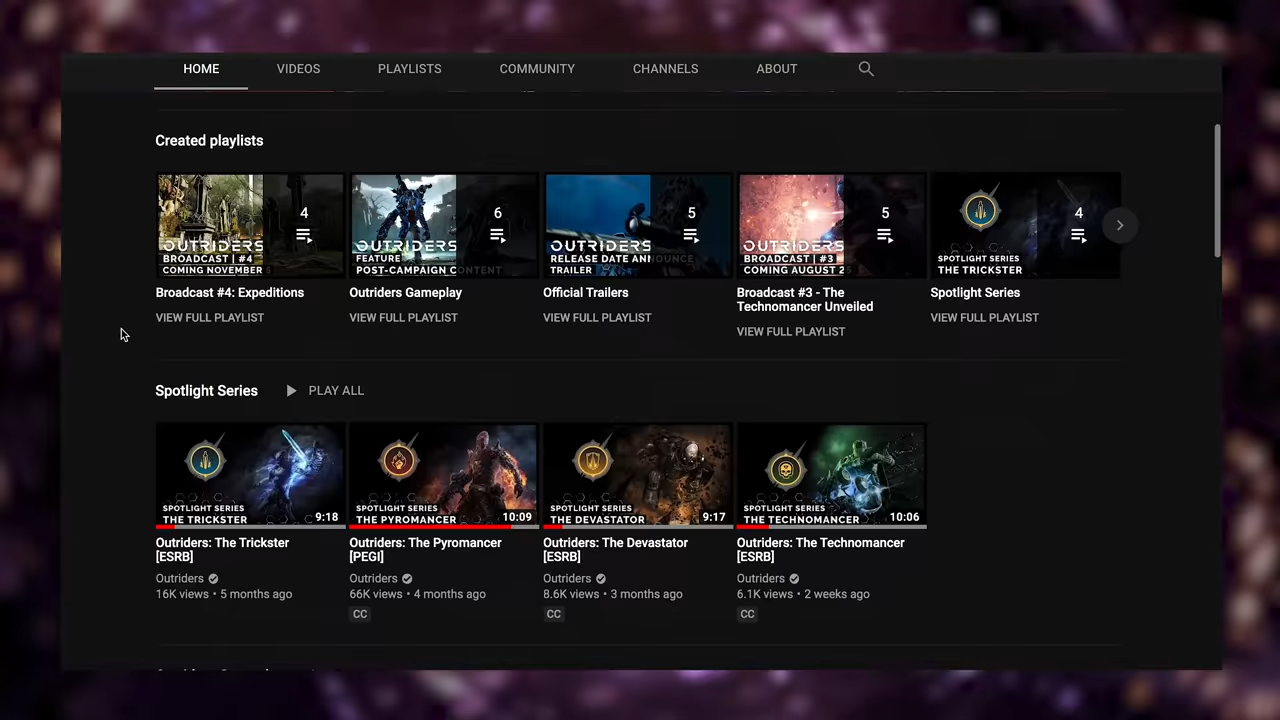 HOME VIDEOS PLAYLISTS COMMUNITY CHANNELS ABOUT
Created playlists
OUTRIDERS
BROADCAST | #4
COMING NOVEMBER
4
Broadcast #4: Expeditions
VIEW FULL PLAYLIST
OUTRIDERS
FEATURE
POST-CAMPAIGN CONTENT
6
Outriders Gameplay
VIEW FULL PLAYLIST
OUTRIDERS
RELEASE DATE ANNOUNCE
TRAILER
5
Official Trailers
VIEW FULL PLAYLIST
OUTRIDERS
BROADCAST | #3
COMING AUGUST 25
5
Broadcast #3 - The
Technomancer Unveiled
VIEW FULL PLAYLIST
SPOTLIGHT SERIES
THE TRICKSTER
4
Spotlight Series
VIEW FULL PLAYLIST
Spotlight Series PLAY ALL
SPOTLIGHT SERIES
THE TRICKSTER
9:18
Outriders: The Trickster
[ESRB]
Outriders
16K views • 5 months ago
SPOTLIGHT SERIES
THE PYROMANCER
10:09
Outriders: The Pyromancer
[PEGI]
Outriders
66K views • 4 months ago
CC
SPOTLIGHT SERIES
THE DEVASTATOR
9:17
Outriders: The Devastator
[ESRB]
Outriders
8.6K views • 3 months ago
CC
SPOTLIGHT SERIES
THE TECHNOMANCER
10:06
Outriders: The Technomancer
[ESRB]
Outriders
6.1K views • 2 weeks ago
CC